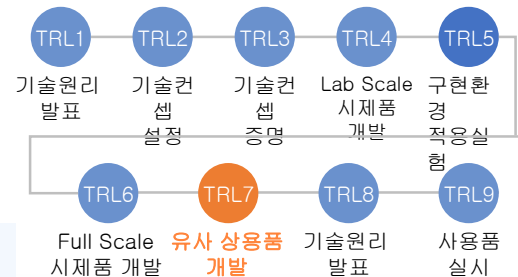 TRL1 TRL2 TRL3 TRL4 TRL5
기술원리 기술컨 기술컨 Lab Scale 구현환
발표 셉 셉 시제품 경
설정 증명 개발 적용실
험
TRL6 TRL7 TRL8 TRL9
Full Scale 유사 상용품 기술원리 사용품
시제품 개발 개발 발표 실시